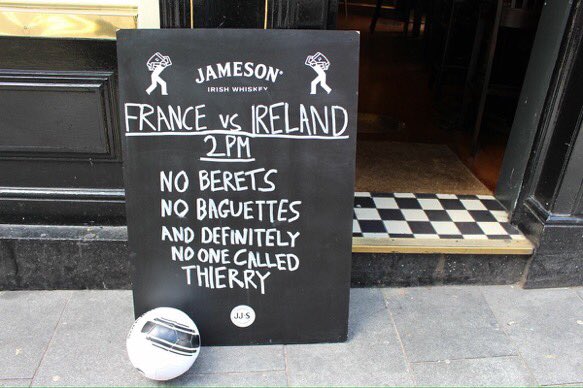 JAMESON
IRISH WHISKEY
FRANCE vs IRELAND
2PM
NO BERETS
NO BAGUETTES
AND DEFINITELY
NO ONE CALLED
THIERRY
JJ·S